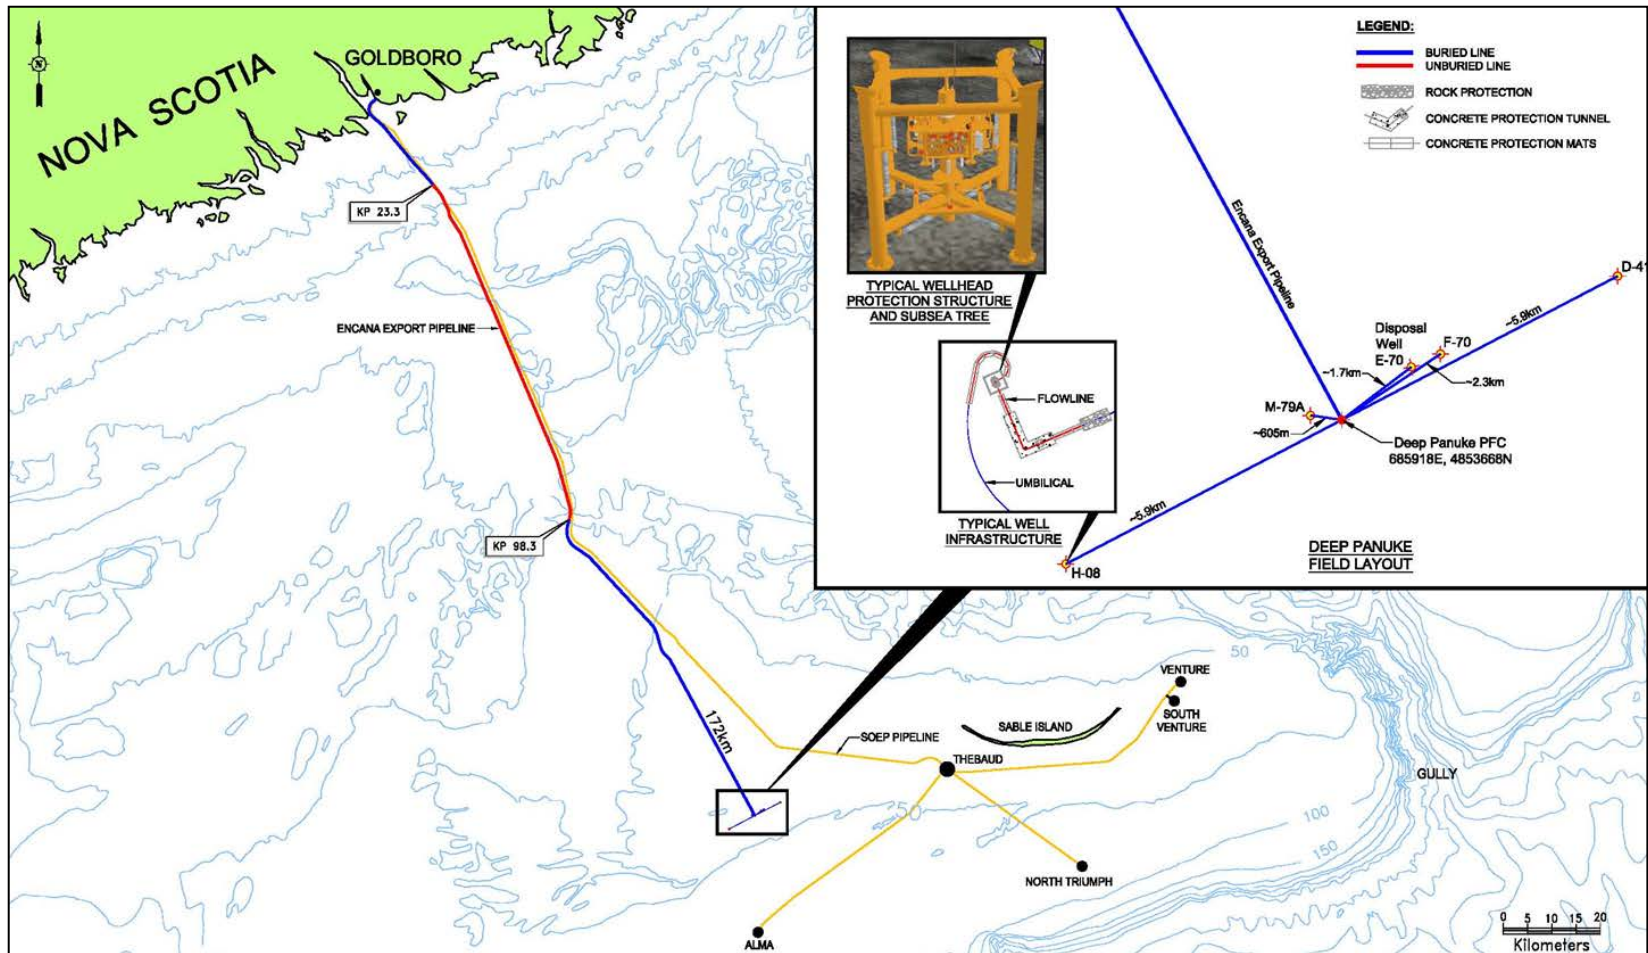 N
NOVA SCOTIA
GOLDBORO
KP 23.3
ENCANA EXPORT PIPELINE
KP 98.3
172km
SOEP PIPELINE
SABLE ISLAND
THEBAUD
VENTURE
SOUTH
VENTURE
GULLY
NORTH TRIUMPH
ALMA
50
50
100
150
0 5 10 15 20
Kilometers
LEGEND:
BURIED LINE
UNBURIED LINE
ROCK PROTECTION
CONCRETE PROTECTION TUNNEL
CONCRETE PROTECTION MATS
TYPICAL WELLHEAD
PROTECTION STRUCTURE
AND SUBSEA TREE
FLOWLINE
UMBILICAL
TYPICAL WELL
INFRASTRUCTURE
Encana Export Pipeline
D-41
~5.9km
Disposal
Well
E-70
F-70
~1.7km
~2.3km
M-79A
~605m
Deep Panuke PFC
685918E, 4853668N
~5.9km
H-08
DEEP PANUKE
FIELD LAYOUT